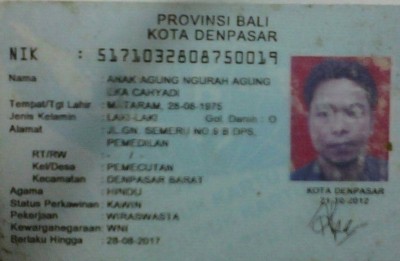 PROVINSI BALI
KOTA DENPASAR
NIK : 5171032808750019
Nama : ANAK AGUNG NGURAH AGUNG
EKA CAHYADI
Tempat/Tgl Lahir : MATARAM, 28-08-1975
Jenis Kelamin : LAKI-LAKI Gol. Darah : O
Alamat : JL.GN. SEMERU NO.9 B DPS,
PEMEDILAN
RT/RW : - / -
Kel/Desa : PEMECUTAN
Kecamatan : DENPASAR BARAT
Agama : HINDU
Status Perkawinan : KAWIN
Pekerjaan : WIRASWASTA
Kewarganegaraan : WNI
Berlaku Hingga : 28-08-2017
KOTA DENPASAR
21-10-2012